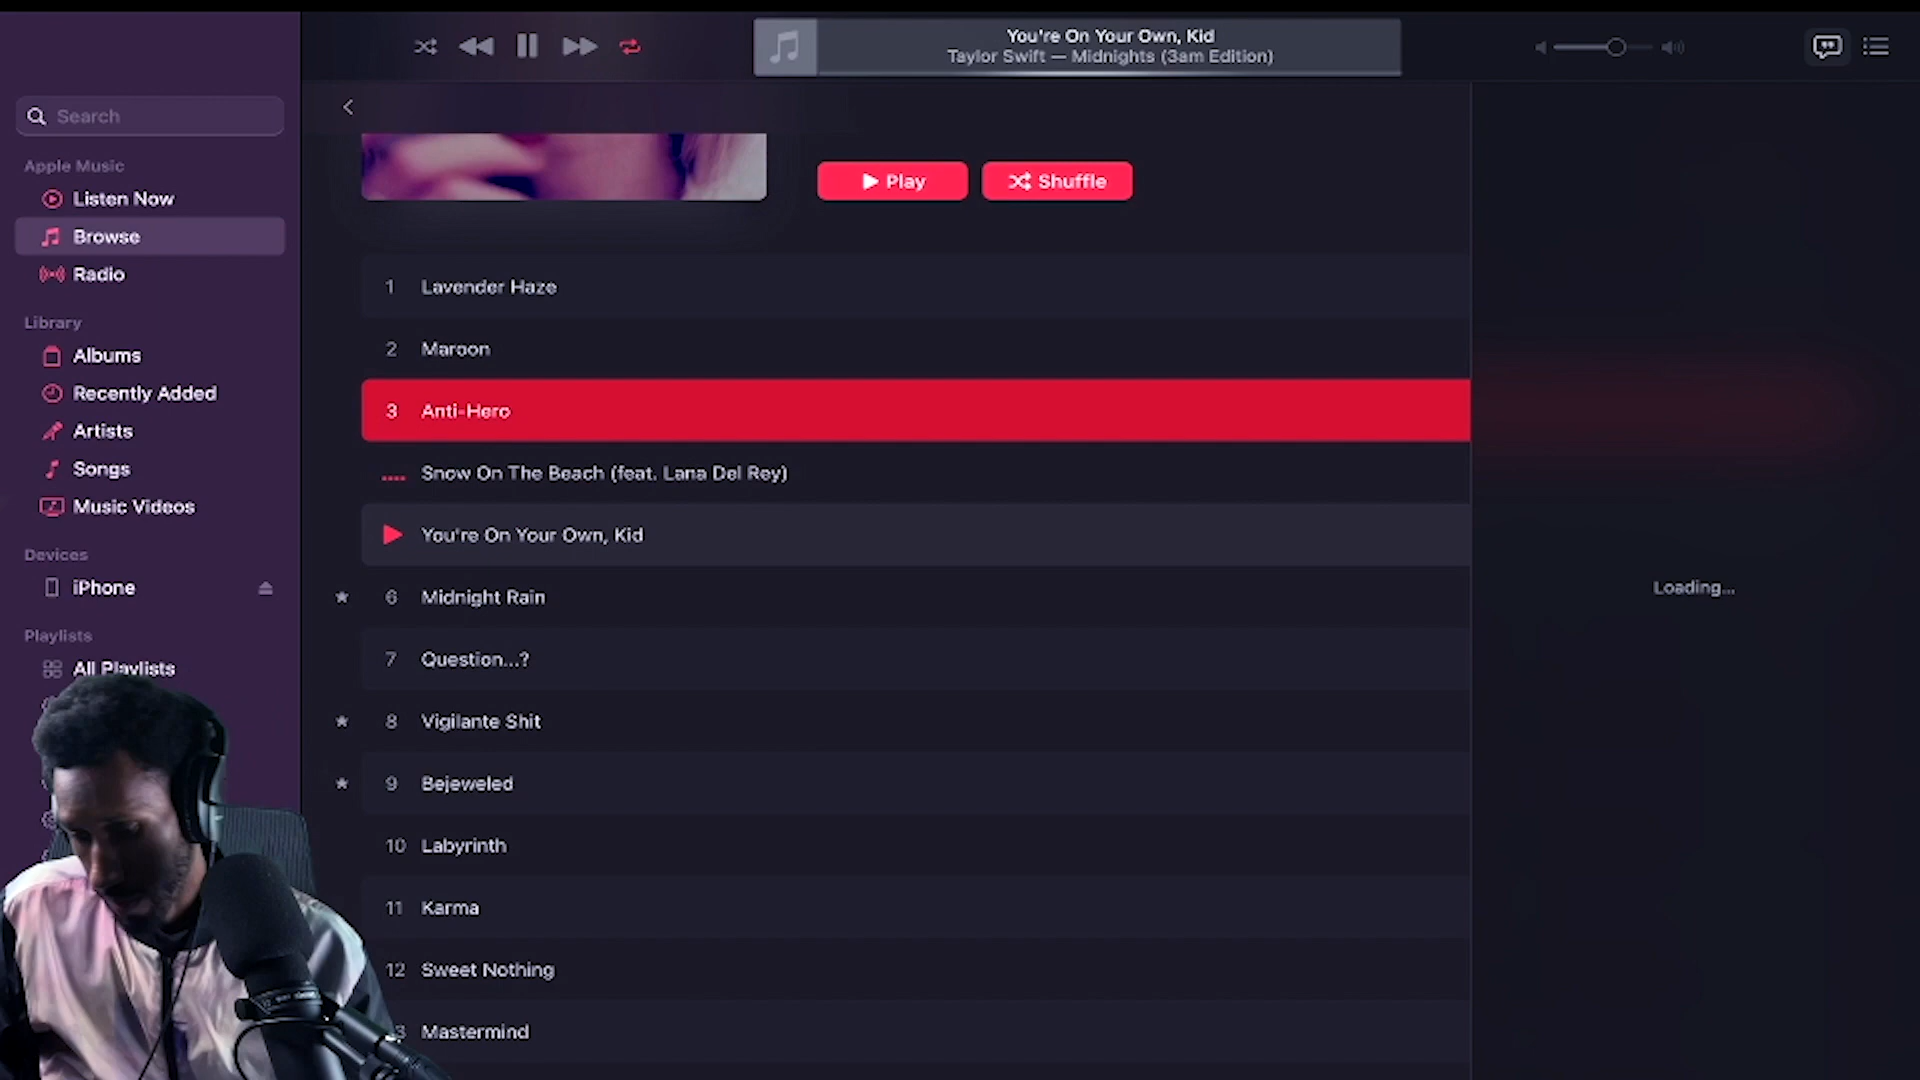 You're On Your Own, Kid
Taylor Swift — Midnights (3am Edition)
Search
Apple Music
Listen Now
Browse
Radio
Library
Albums
Recently Added
Artists
Songs
Music Videos
Devices
iPhone
Playlists
All Playlists
Play
Shuffle
1 Lavender Haze
2 Maroon
3 Anti-Hero
Snow On The Beach (feat. Lana Del Rey)
You're On Your Own, Kid
6 Midnight Rain
7 Question...?
8 Vigilante Shit
9 Bejeweled
10 Labyrinth
11 Karma
12 Sweet Nothing
3 Mastermind
Loading...